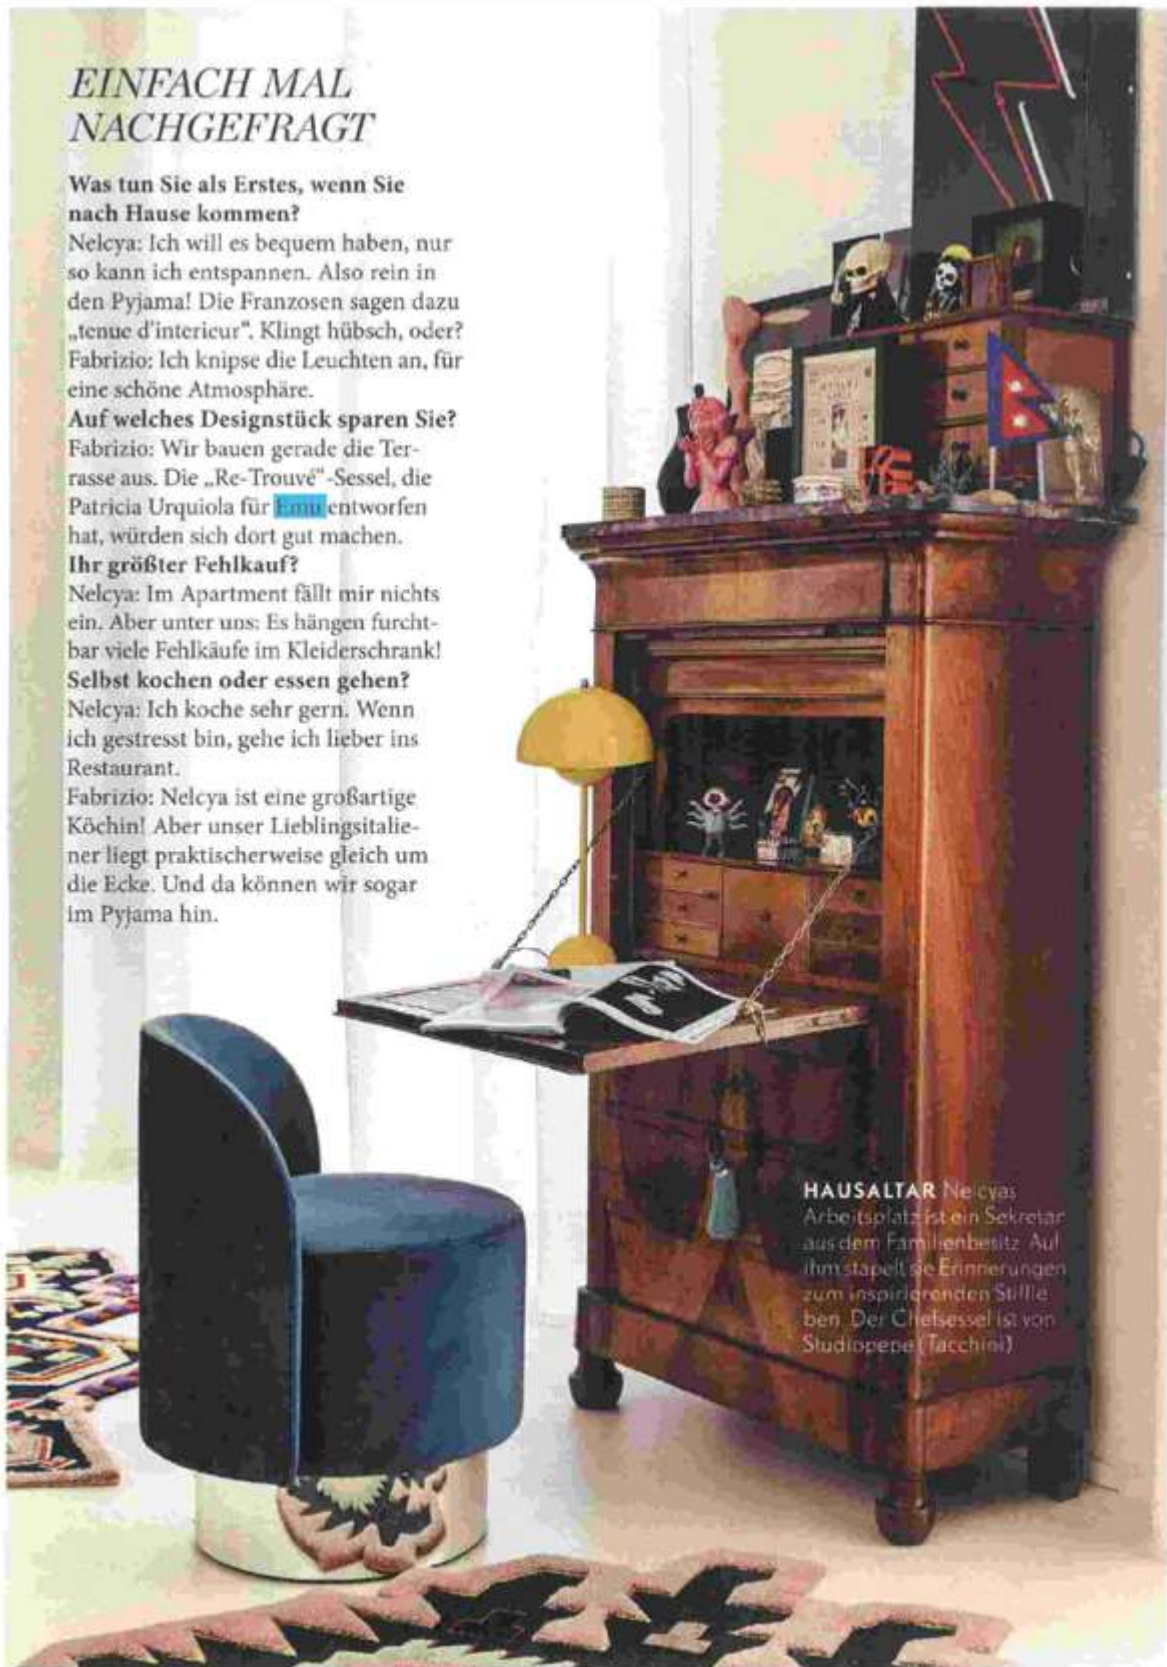 EINFACH MAL
NACHGEFRAGT
Was tun Sie als Erstes, wenn Sie
nach Hause kommen?
Nelcya: Ich will es bequem haben, nur
so kann ich entspannen. Also rein in
den Pyjama! Die Franzosen sagen dazu
„tenue d'interieur“. Klingt hübsch, oder?
Fabrizio: Ich knipse die Leuchten an, für
eine schöne Atmosphäre.
Auf welches Designstück sparen Sie?
Fabrizio: Wir bauen gerade die Ter-
rasse aus. Die „Re-Trouvé“-Sessel, die
Patricia Urquiola für Emu entworfen
hat, würden sich dort gut machen.
Ihr größter Fehlkauf?
Nelcya: Im Apartment fällt mir nichts
ein. Aber unter uns: Es hängen furcht-
bar viele Fehlkäufe im Kleiderschrank!
Selbst kochen oder essen gehen?
Nelcya: Ich koche sehr gern. Wenn
ich gestresst bin, gehe ich lieber ins
Restaurant.
Fabrizio: Nelcya ist eine großartige
Köchin! Aber unser Lieblingsitalie-
ner liegt praktischerweise gleich um
die Ecke. Und da können wir sogar
im Pyjama hin.
HAUSALTAR Nelcyas
Arbeitsplatz ist ein Sekretär
aus dem Familienbesitz. Auf
ihm stapelt sie Erinnerungen
zum inspirierenden Stillle
ben. Der Chefsessel ist von
Studiopepe (Tacchini)